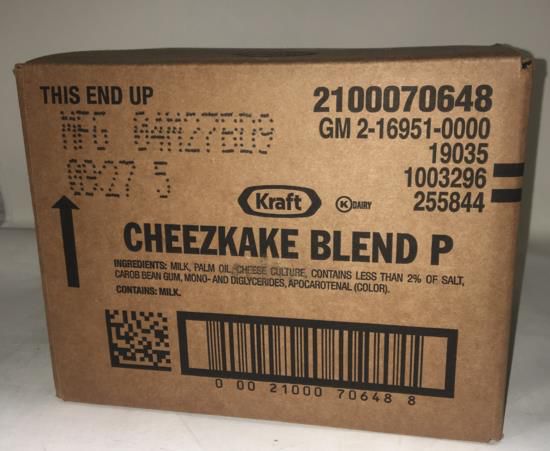 THIS END UP
2100070648
GM 2-16951-0000
19035
1003296
255844
MFG 04M27B09
0927 5
Kraft
K DAIRY
CHEEZKAKE BLEND P
INGREDIENTS: MILK, PALM OIL, CHEESE CULTURE, CONTAINS LESS THAN 2% OF SALT,
CAROB BEAN GUM, MONO- AND DIGLYCERIDES, APOCAROTENAL (COLOR).
CONTAINS: MILK.
0 00 21000 70648 8